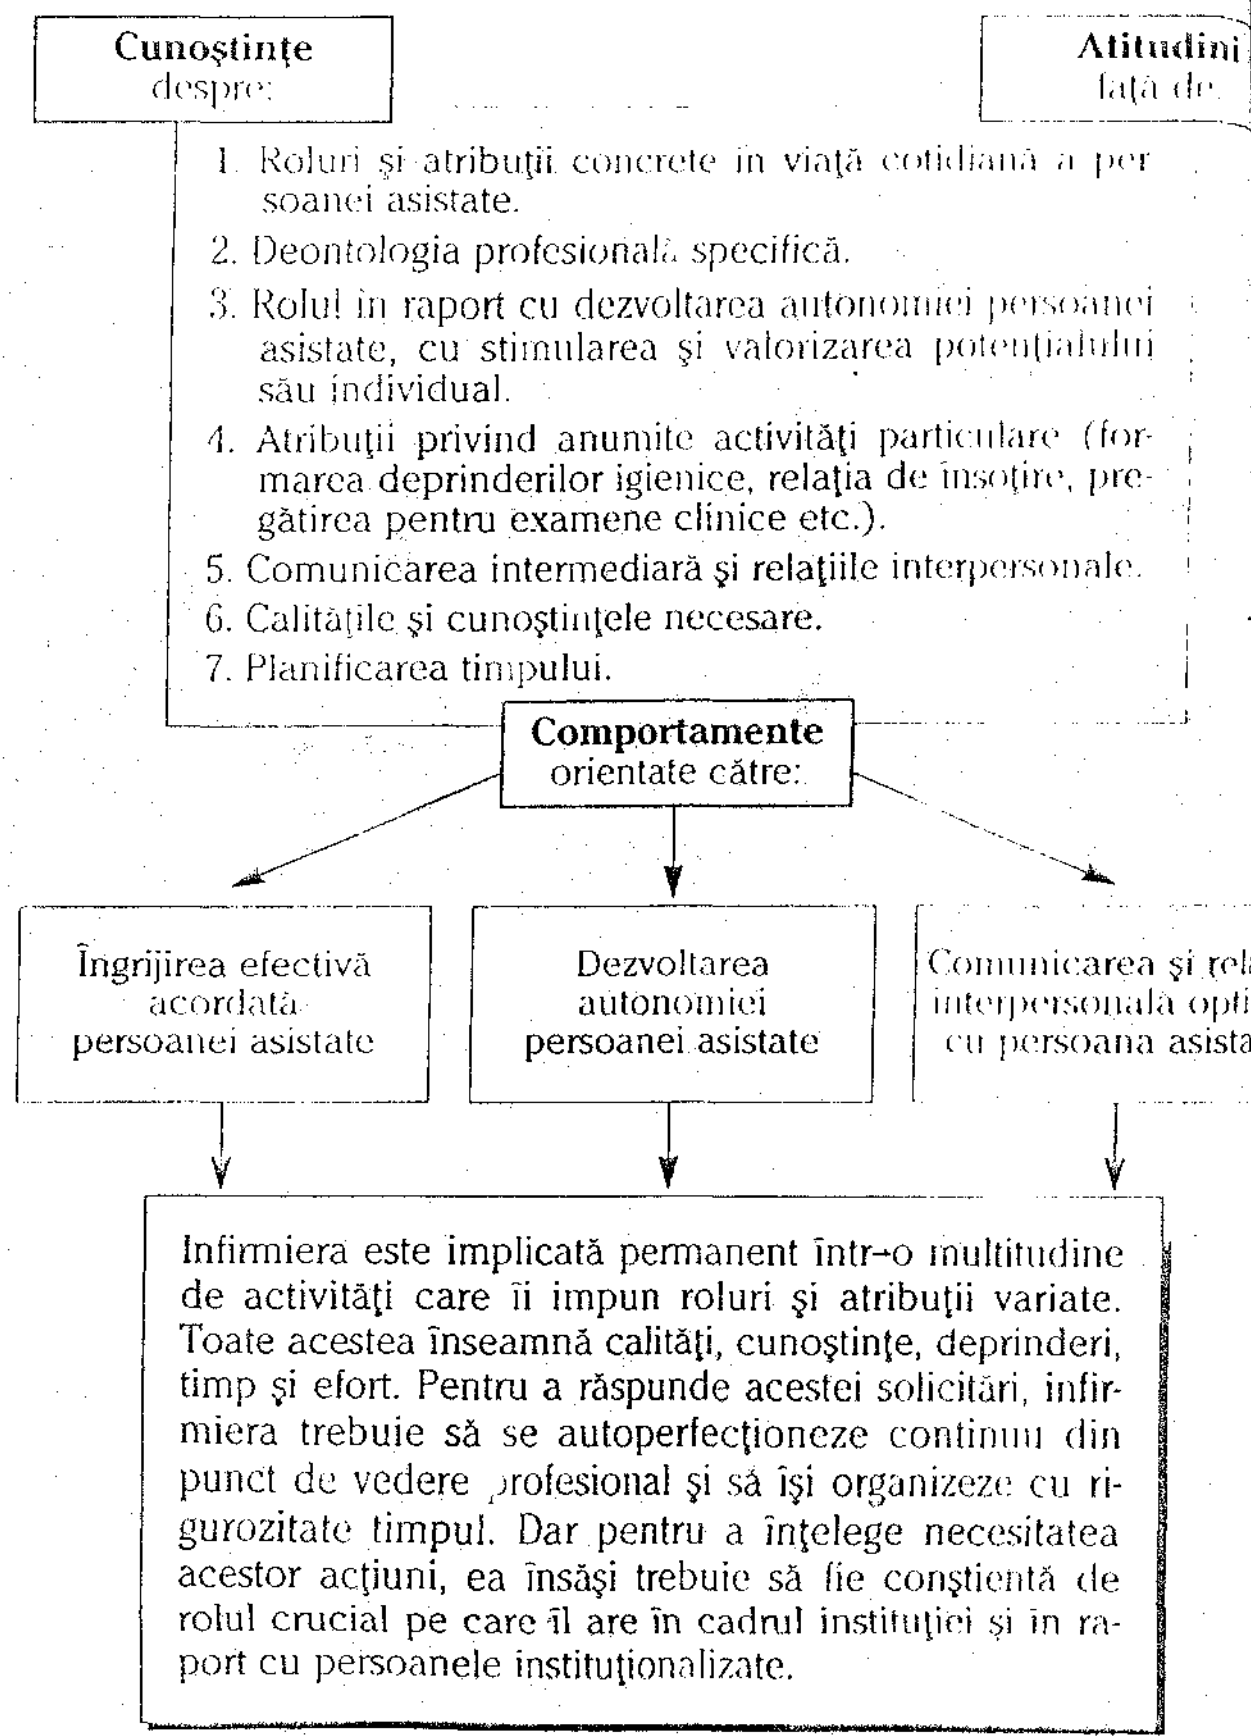 Cunoştinţe
despre:
Atitudini
faţă de
1. Roluri şi atribuţii concrete în viaţă cotidiană a per
soanei asistate.
2. Deontologia profesională specifică.
3. Rolul în raport cu dezvoltarea autonomiei persoanei
asistate, cu stimularea şi valorizarea potenţialului
său individual.
4. Atribuţii privind anumite activităţi particulare (for-
marea deprinderilor igienice, relaţia de însoţire, pre-
gătirea pentru examene clinice etc.).
5. Comunicarea intermediară şi relaţiile interpersonale.
6. Calităţile şi cunoştinţele necesare.
7. Planificarea timpului.
Comportamente
orientate către:
Îngrijirea efectivă
acordată
persoanei asistate
Dezvoltarea
autonomiei
persoanei asistate
Comunicarea şi rela
interpersonală opti
cu persoana asista
Infirmiera este implicată permanent într-o multitudine
de activităţi care îi impun roluri şi atribuţii variate.
Toate acestea înseamnă calităţi, cunoştinţe, deprinderi,
timp şi efort. Pentru a răspunde acestei solicitări, infir-
miera trebuie să se autoperfecţioneze continuu din
punct de vedere profesional şi să îşi organizeze cu ri-
gurozitate timpul. Dar pentru a înţelege necesitatea
acestor acţiuni, ea însăşi trebuie să fie conştientă de
rolul crucial pe care îl are în cadrul instituţiei şi în ra-
port cu persoanele instituţionalizate.